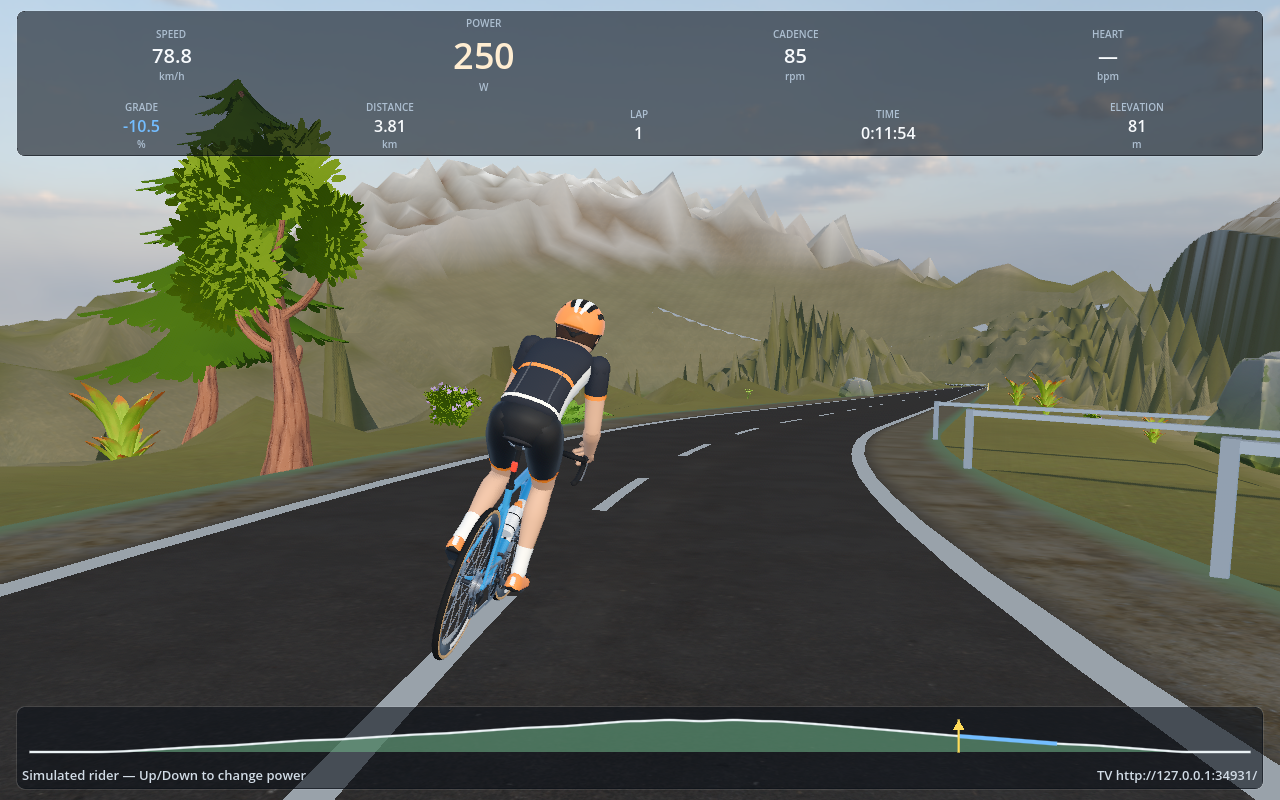 SPEED
78.8
km/h
POWER
250
W
CADENCE
85
rpm
HEART
—
bpm
GRADE
-10.5
%
DISTANCE
3.81
km
LAP
1
TIME
0:11:54
ELEVATION
81
m
Simulated rider — Up/Down to change power
TV http://127.0.0.1:34931/